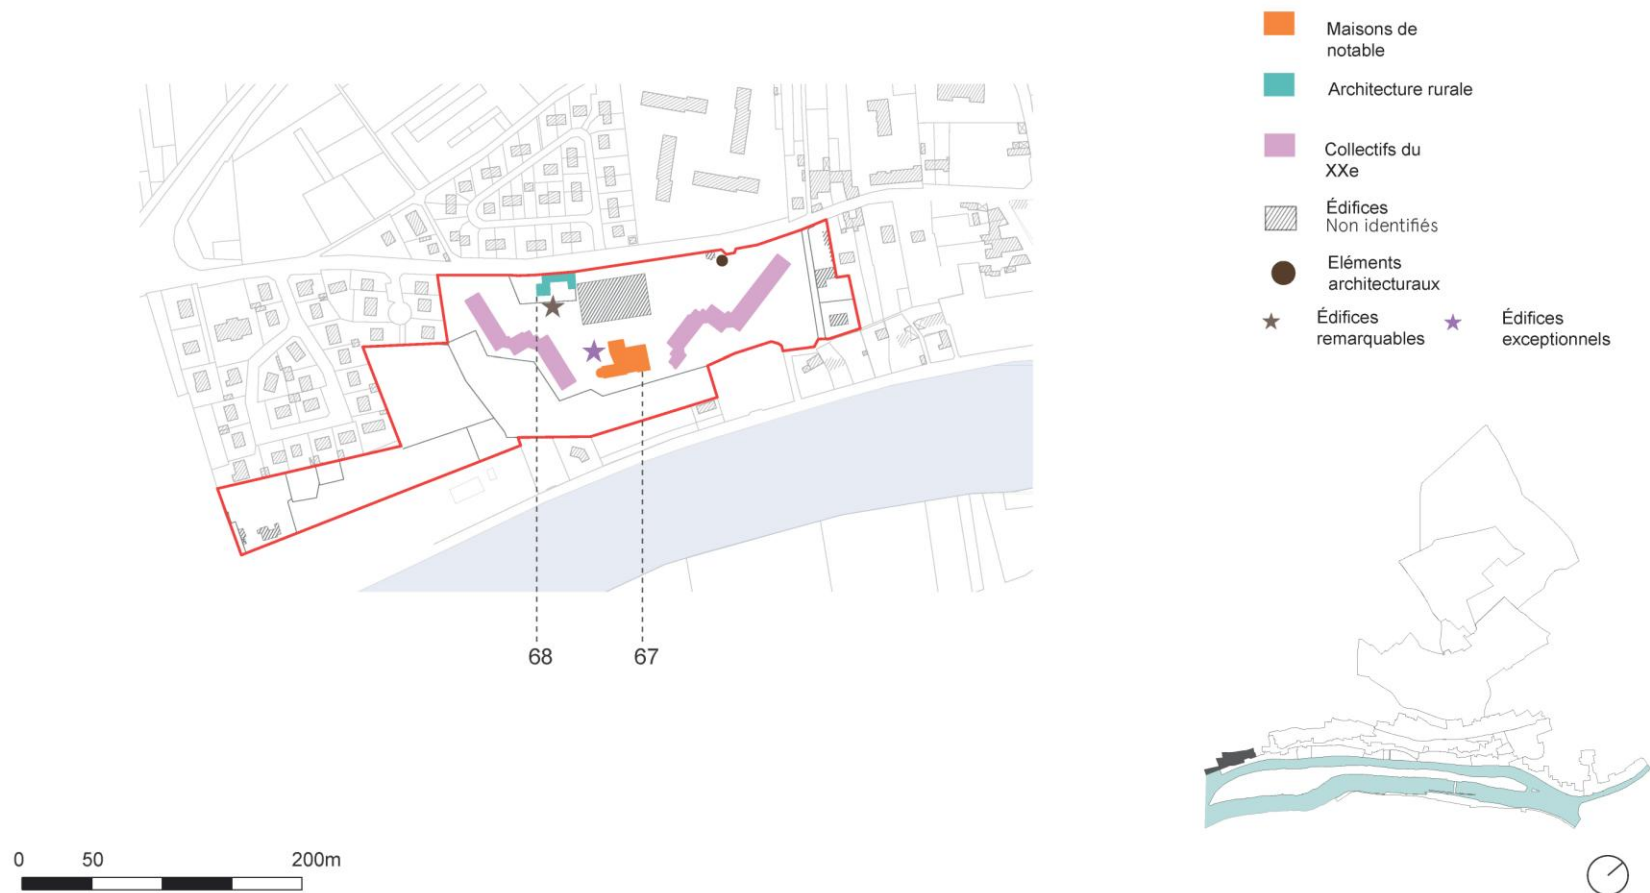 Maisons de
notable
Architecture rurale
Collectifs du
XXe
Édifices
Non identifiés
Eléments
architecturaux
Édifices
remarquables
Édifices
exceptionnels
68
67
0 50 200m